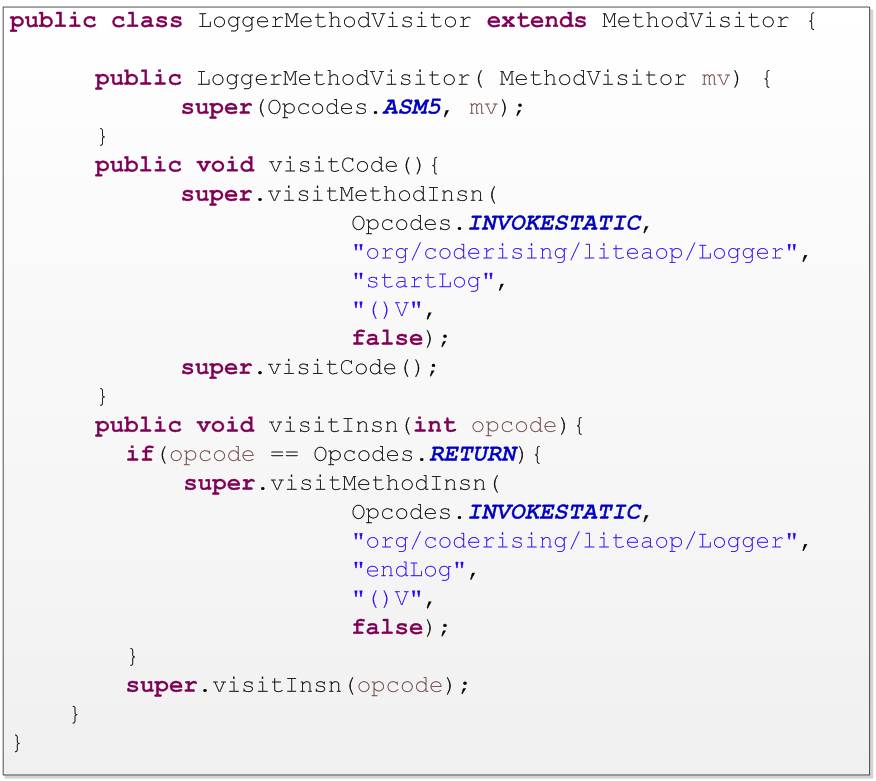 public class LoggerMethodVisitor extends MethodVisitor {
public LoggerMethodVisitor( MethodVisitor mv) {
super(Opcodes.ASM5, mv);
}
public void visitCode(){
super.visitMethodInsn(
Opcodes.INVOKESTATIC,
"org/coderising/liteaop/Logger",
"startLog",
"()V",
false);
super.visitCode();
}
public void visitInsn(int opcode){
if(opcode == Opcodes.RETURN){
super.visitMethodInsn(
Opcodes.INVOKESTATIC,
"org/coderising/liteaop/Logger",
"endLog",
"()V",
false);
}
super.visitInsn(opcode);
}
}